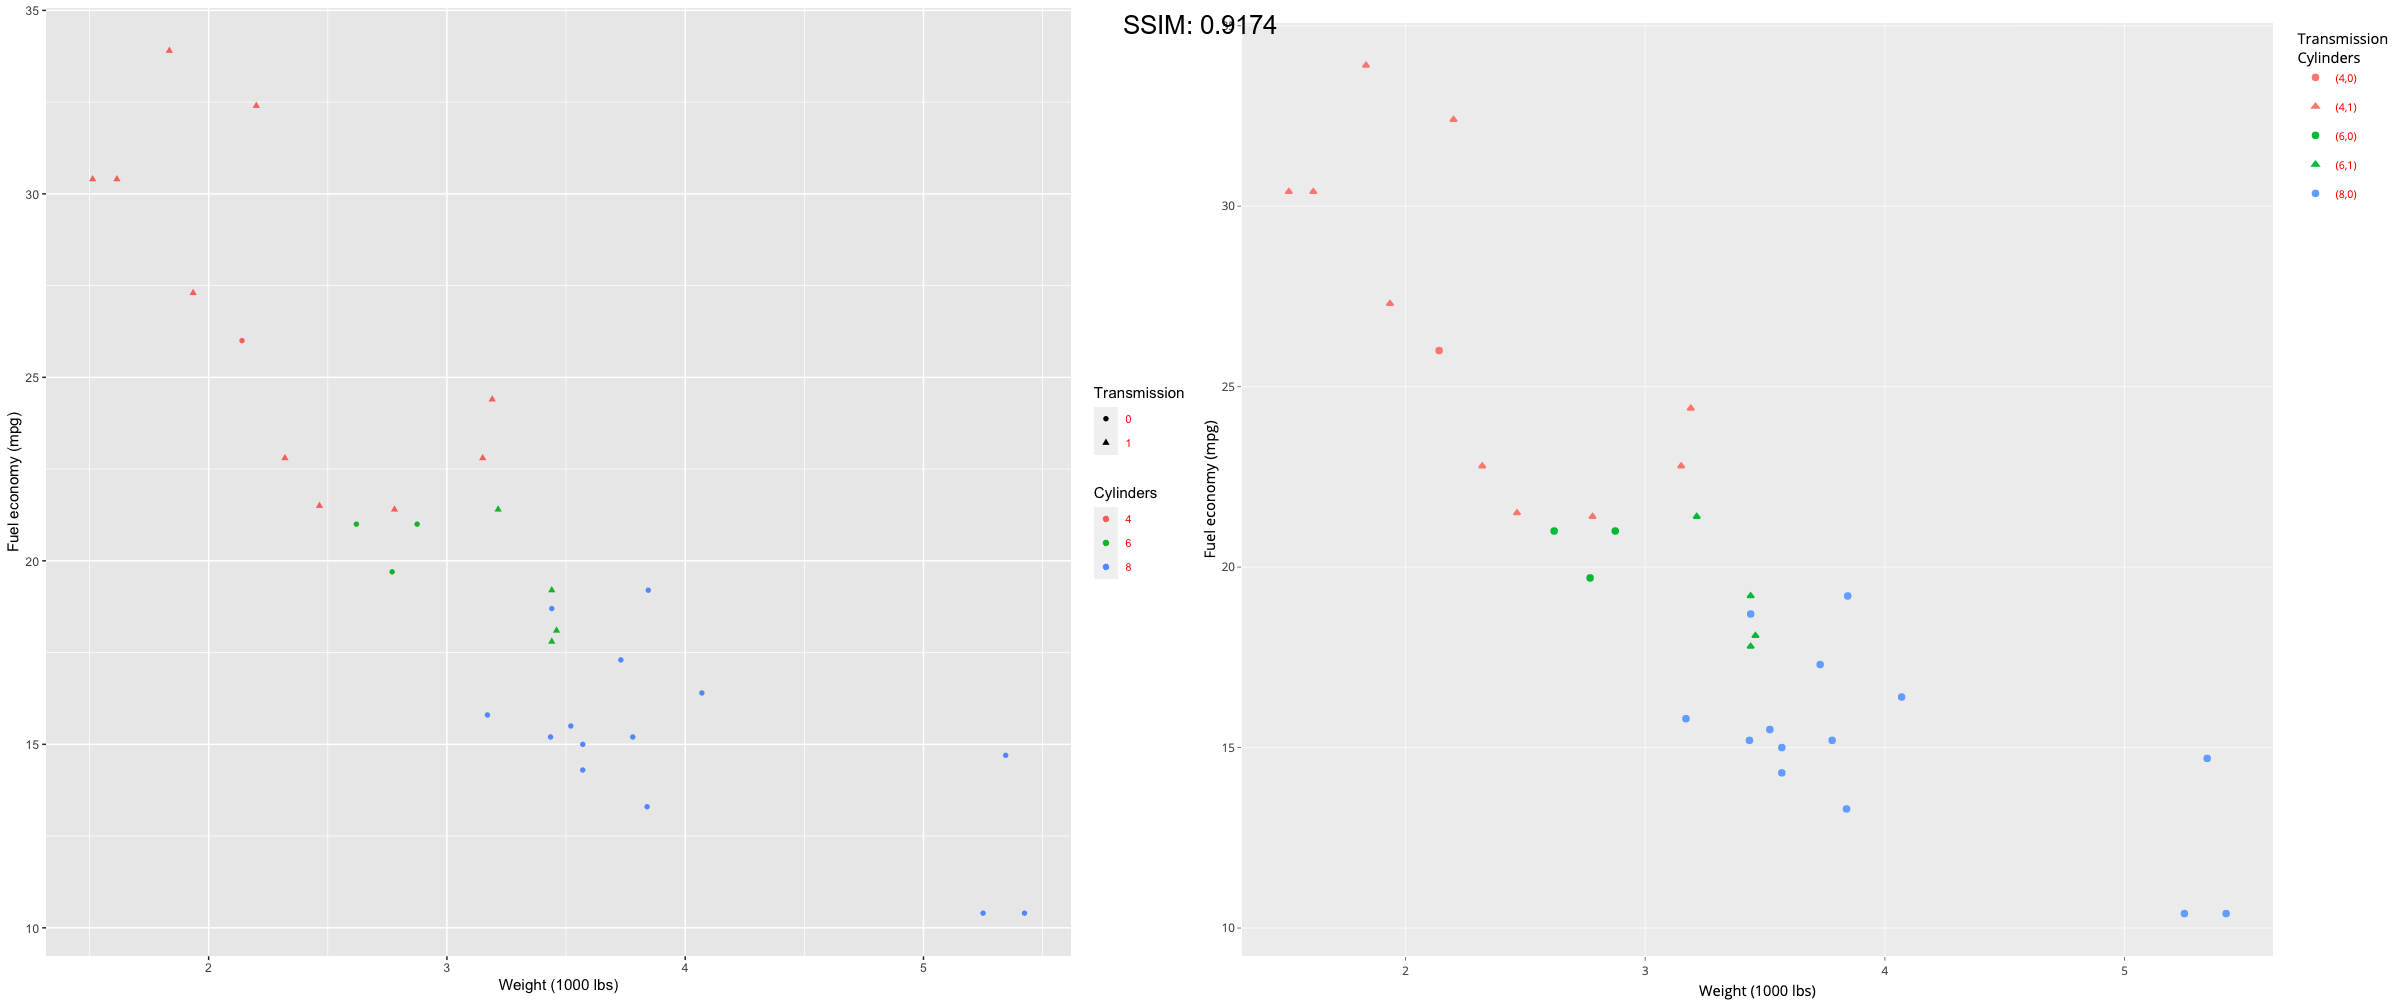 SSIM: 0.9174
35
30
25
20
15
10
Fuel economy (mpg)
2 3 4 5
Weight (1000 lbs)
Transmission
0
1
Cylinders
4
6
8
30
25
20
15
10
Fuel economy (mpg)
2 3 4 5
Weight (1000 lbs)
Transmission
Cylinders
(4,0)
(4,1)
(6,0)
(6,1)
(8,0)